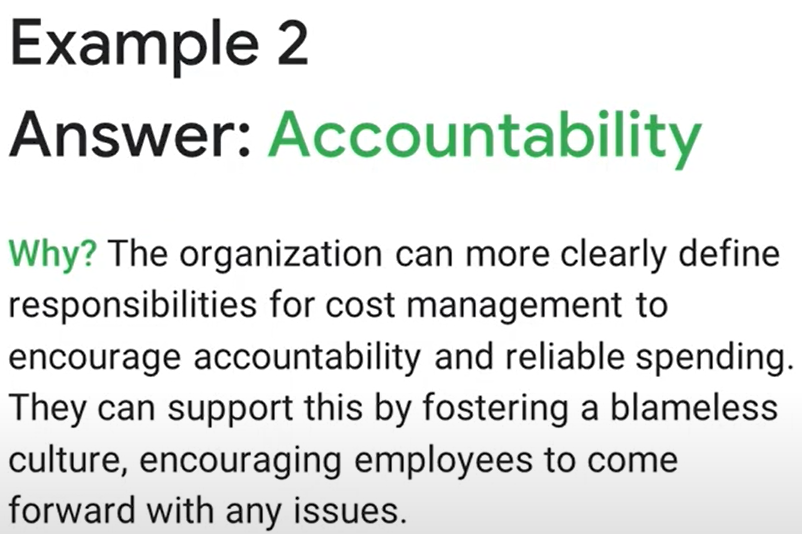 Example 2
Answer: Accountability
Why? The organization can more clearly define
responsibilities for cost management to
encourage accountability and reliable spending.
They can support this by fostering a blameless
culture, encouraging employees to come
forward with any issues.